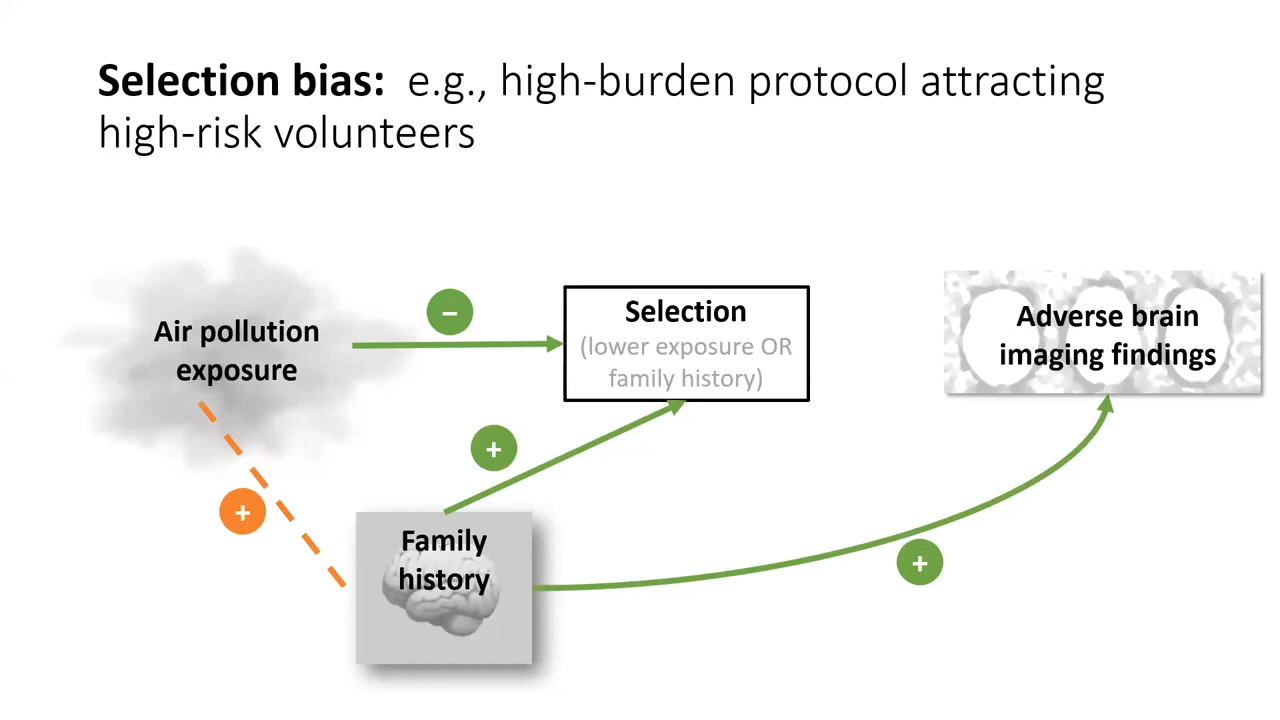 Selection bias: e.g., high-burden protocol attracting
high-risk volunteers
Air pollution
exposure
−
Selection
(lower exposure OR
family history)
Adverse brain
imaging findings
+
+
Family
history
+